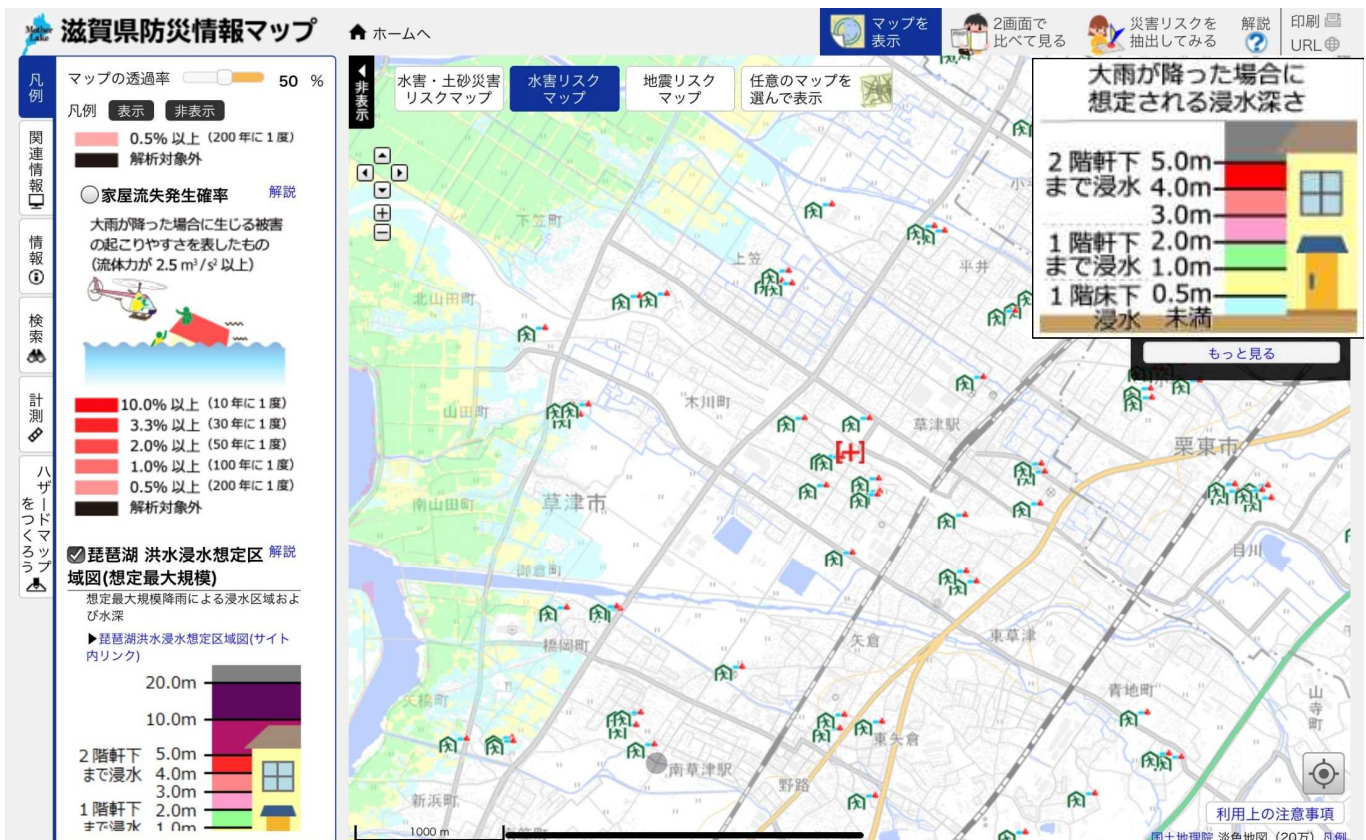 Mother Lake
滋賀県防災情報マップ
ホームへ
マップを
表示
2画面で
比べて見る
災害リスクを
抽出してみる
解説
印刷
URL
凡例
関連情報
情報
検索
計測
ハザードマップをつくろう
マップの透過率
50 %
凡例 表示 非表示
0.5%以上（200年に1度）
解析対象外
家屋流失発生確率 解説
大雨が降った場合に生じる被害
の起こりやすさを表したもの
（流体力が 2.5 m³/s² 以上）
10.0%以上（10年に1度）
3.3%以上（30年に1度）
2.0%以上（50年に1度）
1.0%以上（100年に1度）
0.5%以上（200年に1度）
解析対象外
琵琶湖 洪水浸水想定区 解説
域図(想定最大規模)
想定最大規模降雨による浸水区域およ
び水深
▶琵琶湖洪水浸水想定区域図(サイト
内リンク)
20.0m
10.0m
2階軒下 5.0m
まで浸水 4.0m
3.0m
1階軒下 2.0m
まで浸水 1.0m
非表示
水害・土砂災害
リスクマップ
水害リスク
マップ
地震リスク
マップ
任意のマップを
選んで表示
大雨が降った場合に
想定される浸水深さ
2階軒下 5.0m
まで浸水 4.0m
3.0m
1階軒下 2.0m
まで浸水 1.0m
1階床下 0.5m
浸水 未満
もっと見る
下笠町
上笠
平井
北山田町
木川町
山田町
草津駅
栗東市
草津市
南山田町
目川
御倉町
矢倉
東草津
橋岡町
青地町
山寺町
矢橋町
東矢倉
南草津駅
野路
新浜町
1000 m
利用上の注意事項
国土地理院 淡色地図（20万） 凡例